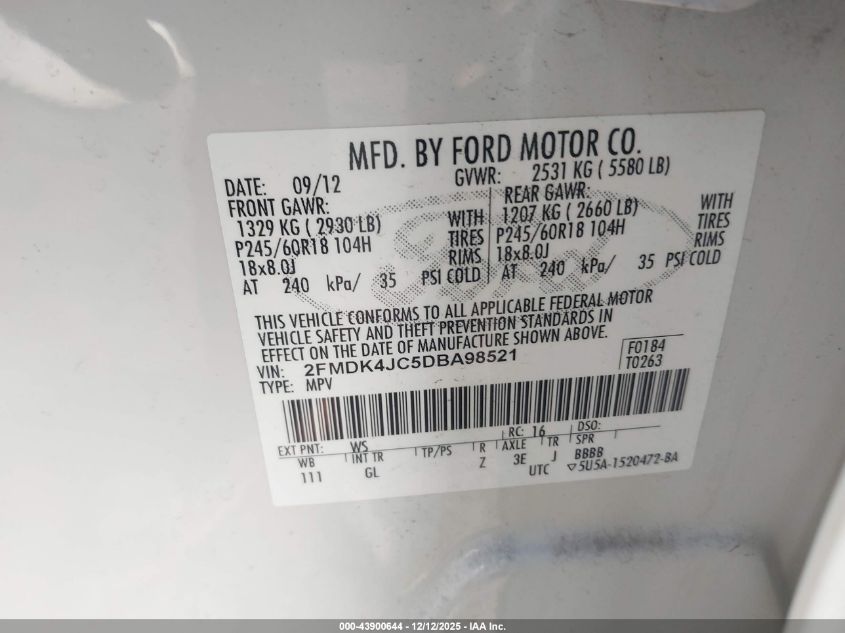 MFD. BY FORD MOTOR CO.
DATE: 09/12 GVWR: 2531 KG ( 5580 LB)
FRONT GAWR: REAR GAWR:
1329 KG ( 2930 LB) WITH 1207 KG ( 2660 LB) WITH
P245/60R18 104H TIRES P245/60R18 104H TIRES
18x8.0J RIMS 18x8.0J RIMS
AT 240 kPa/ 35 PSI COLD AT 240 kPa/ 35 PSI COLD
Ford
THIS VEHICLE CONFORMS TO ALL APPLICABLE FEDERAL MOTOR
VEHICLE SAFETY AND THEFT PREVENTION STANDARDS IN
EFFECT ON THE DATE OF MANUFACTURE SHOWN ABOVE.
VIN: 2FMDK4JC5DBA98521 F0184
TYPE: MPV T0263
EXT PNT: WS RC: 16 DSO:
WB INT TR TP/PS R AXLE TR SPR
111 GL Z 3E J BBBB
UTC ▽5U5A-1520472-BA
000-43900644 - 12/12/2025 - IAA Inc.